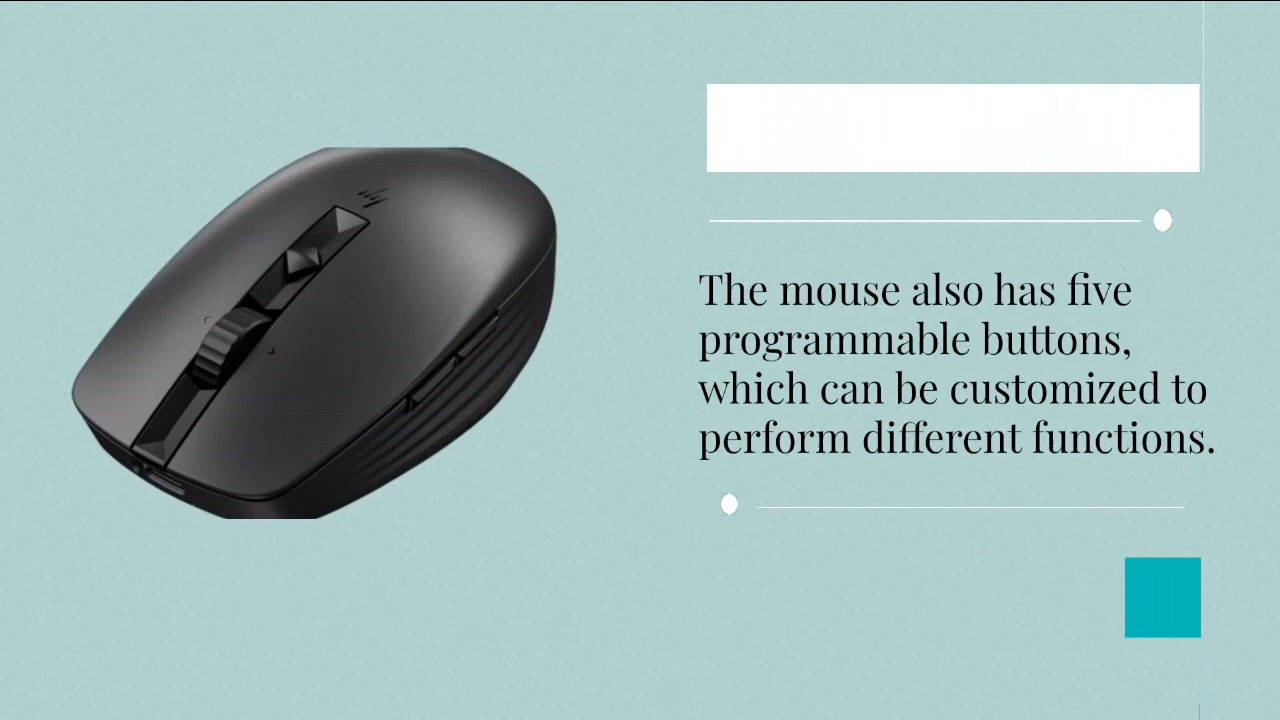 The mouse also has five
programmable buttons,
which can be customized to
perform different functions.